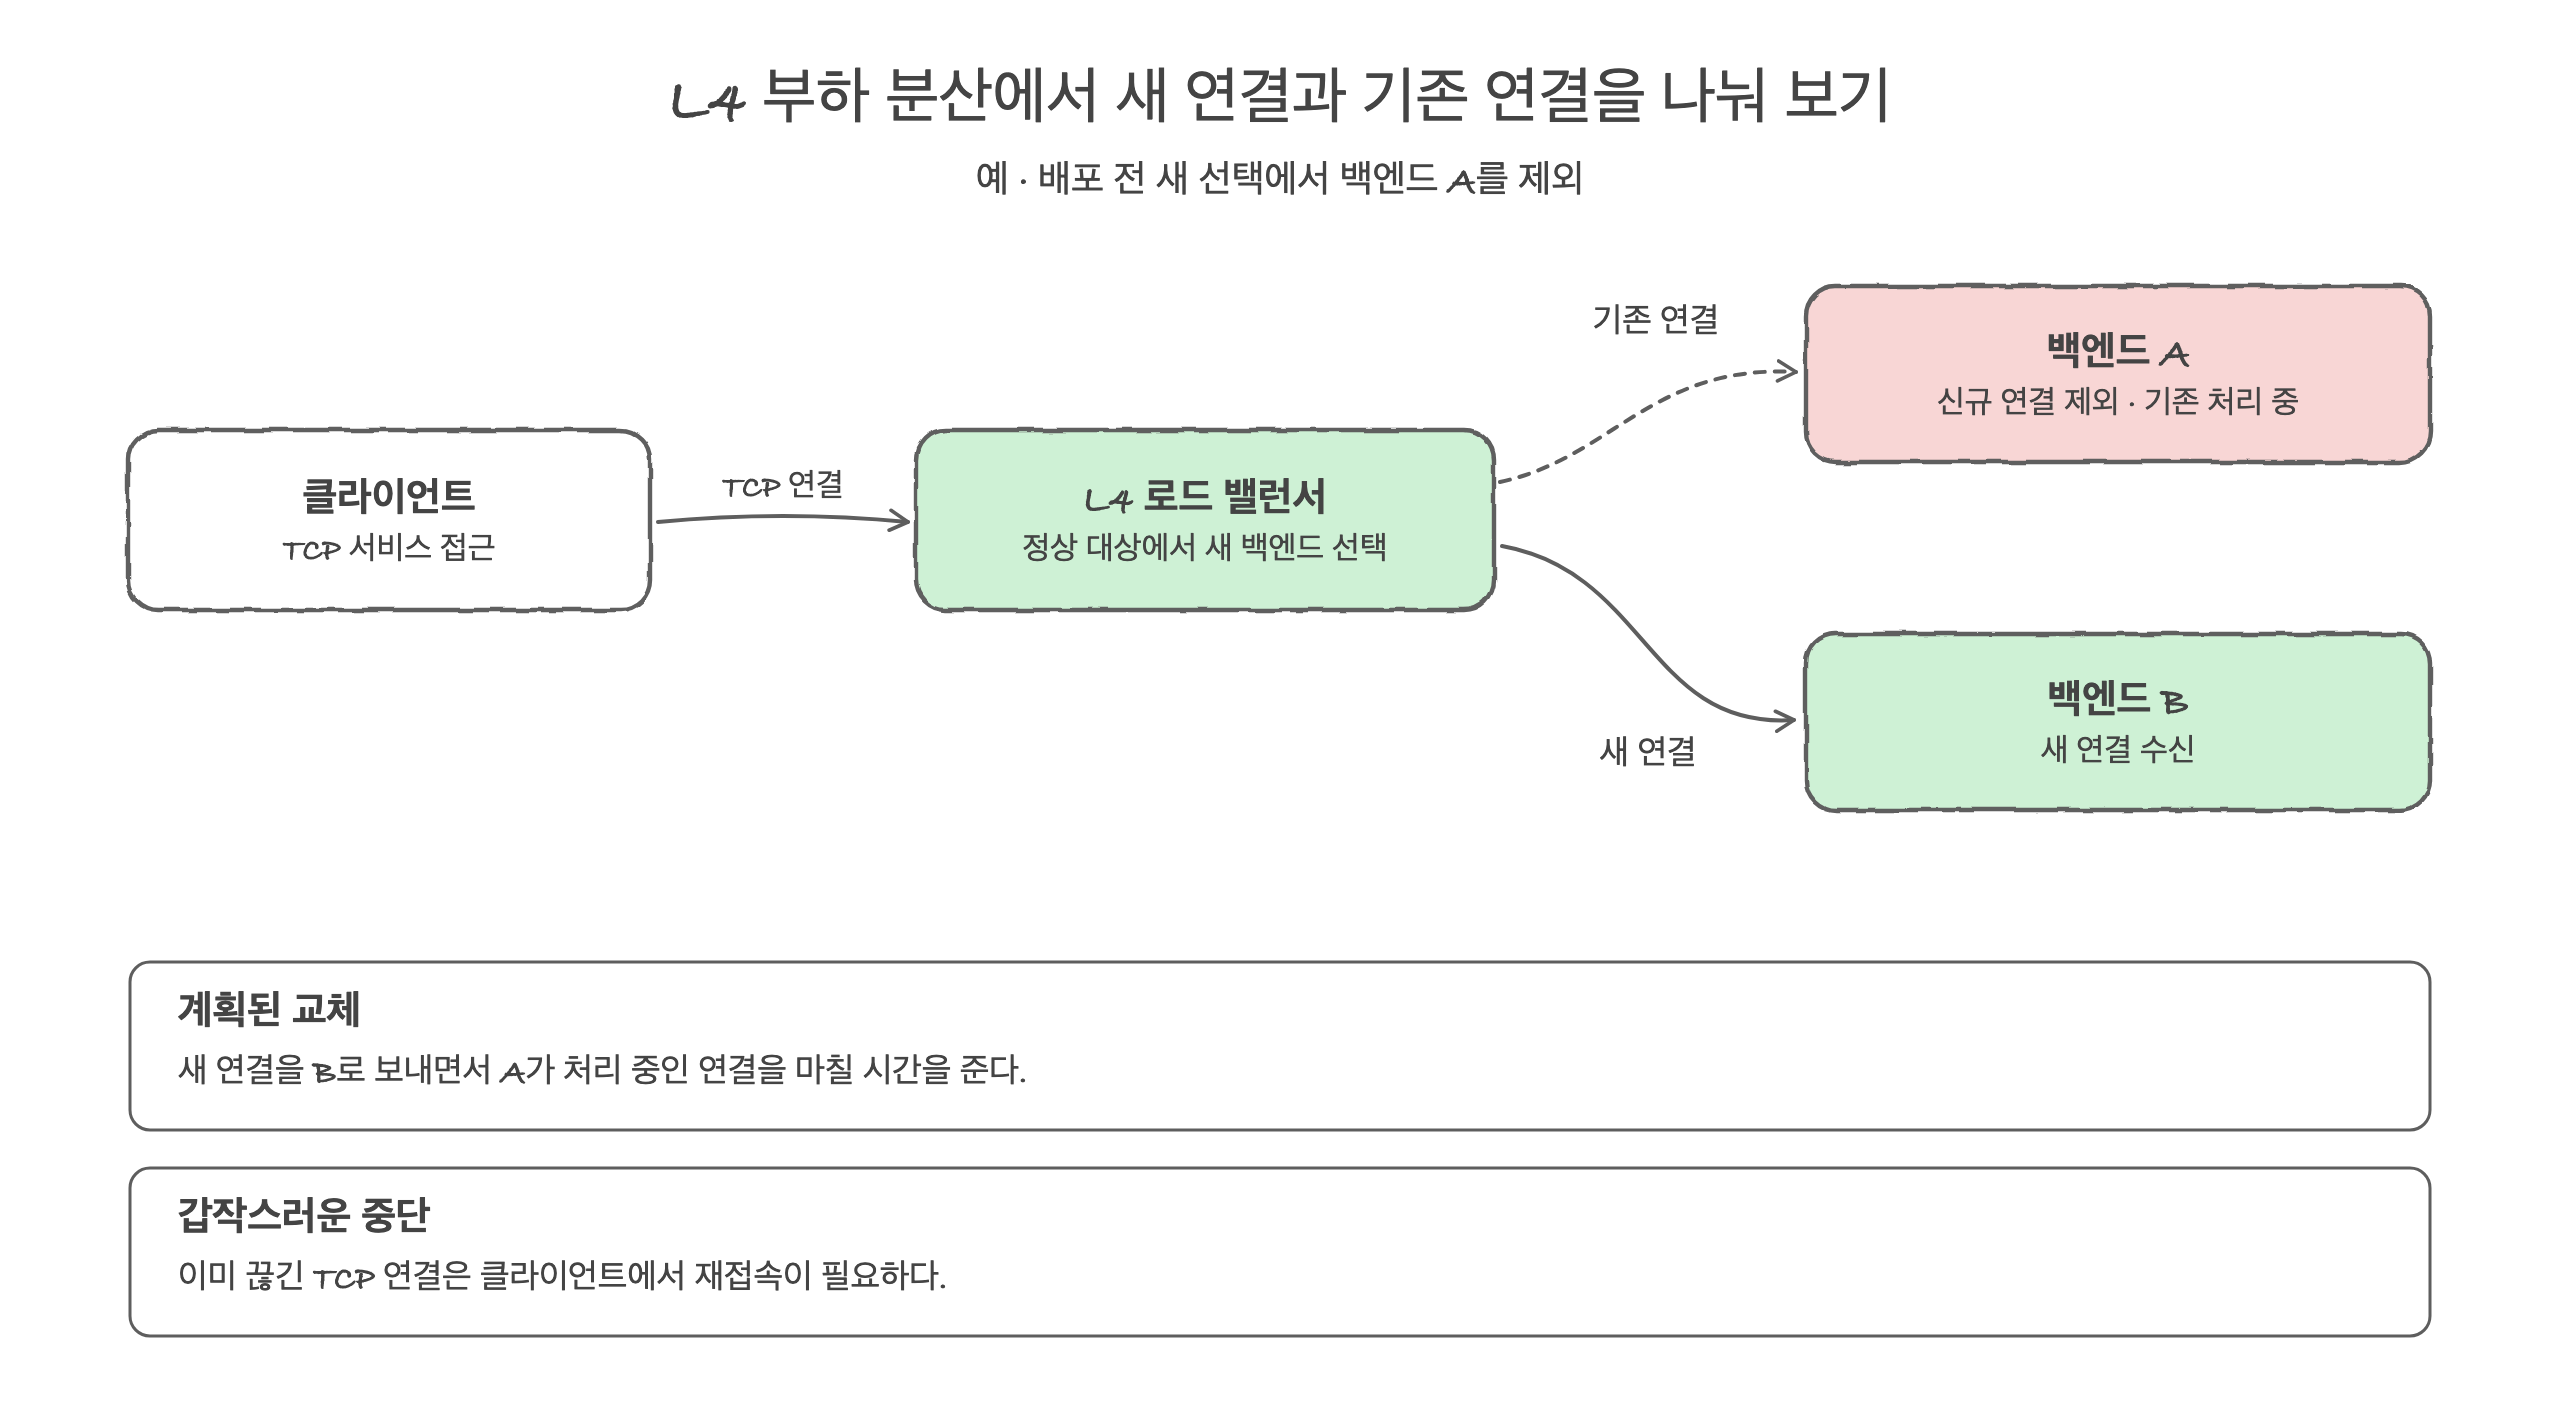 L4 부하 분산에서 새 연결과 기존 연결을 나눠 보기
예 · 배포 전 새 선택에서 백엔드 A를 제외
클라이언트
TCP 서비스 접근
TCP 연결
L4 로드 밸런서
정상 대상에서 새 백엔드 선택
기존 연결
백엔드 A
신규 연결 제외 · 기존 처리 중
새 연결
백엔드 B
새 연결 수신
계획된 교체
새 연결을 B로 보내면서 A가 처리 중인 연결을 마칠 시간을 준다.
갑작스러운 중단
이미 끊긴 TCP 연결은 클라이언트에서 재접속이 필요하다.